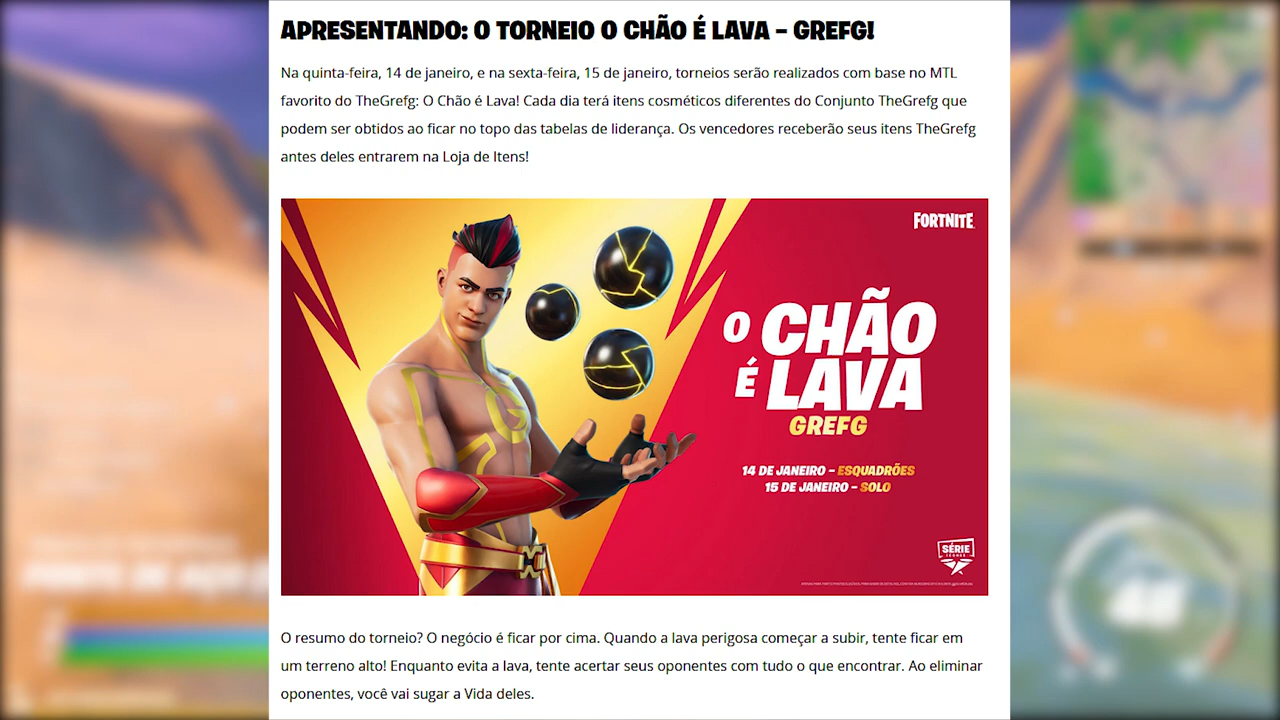 APRESENTANDO: O TORNEIO O CHÃO É LAVA – GREFG!
Na quinta-feira, 14 de janeiro, e na sexta-feira, 15 de janeiro, torneios serão realizados com base no MTL
favorito do TheGrefg: O Chão é Lava! Cada dia terá itens cosméticos diferentes do Conjunto TheGrefg que
podem ser obtidos ao ficar no topo das tabelas de liderança. Os vencedores receberão seus itens TheGrefg
antes deles entrarem na Loja de Itens!
FORTNITE
O CHÃO
É LAVA
GREFG
14 DE JANEIRO – ESQUADRÕES
15 DE JANEIRO – SOLO
SÉRIE
ÍCONES
O resumo do torneio? O negócio é ficar por cima. Quando a lava perigosa começar a subir, tente ficar em
um terreno alto! Enquanto evita a lava, tente acertar seus oponentes com tudo o que encontrar. Ao eliminar
oponentes, você vai sugar a Vida deles.